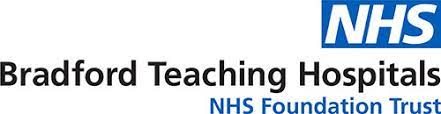 NHS
Bradford Teaching Hospitals
NHS Foundation Trust